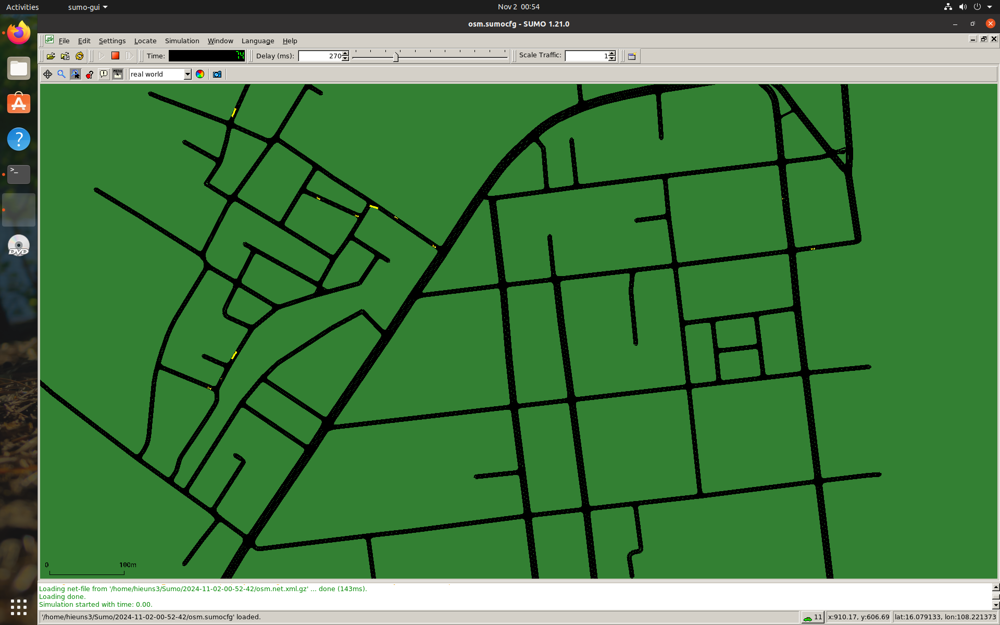 Activities
sumo-gui
Nov 2 00:54
osm.sumocfg - SUMO 1.21.0
File Edit Settings Locate Simulation Window Language Help
Time: 74 Delay (ms): 270 Scale Traffic: 1
MENU
real world
>_
?
DVD
0 100m
Loading net-file from '/home/hieuns3/Sumo/2024-11-02-00-52-42/osm.net.xml.gz' ... done (143ms).
Loading done.
Simulation started with time: 0.00.
'/home/hieuns3/Sumo/2024-11-02-00-52-42/osm.sumocfg' loaded.
11
x:910.17, y:606.69
lat:16.079133, lon:108.221373